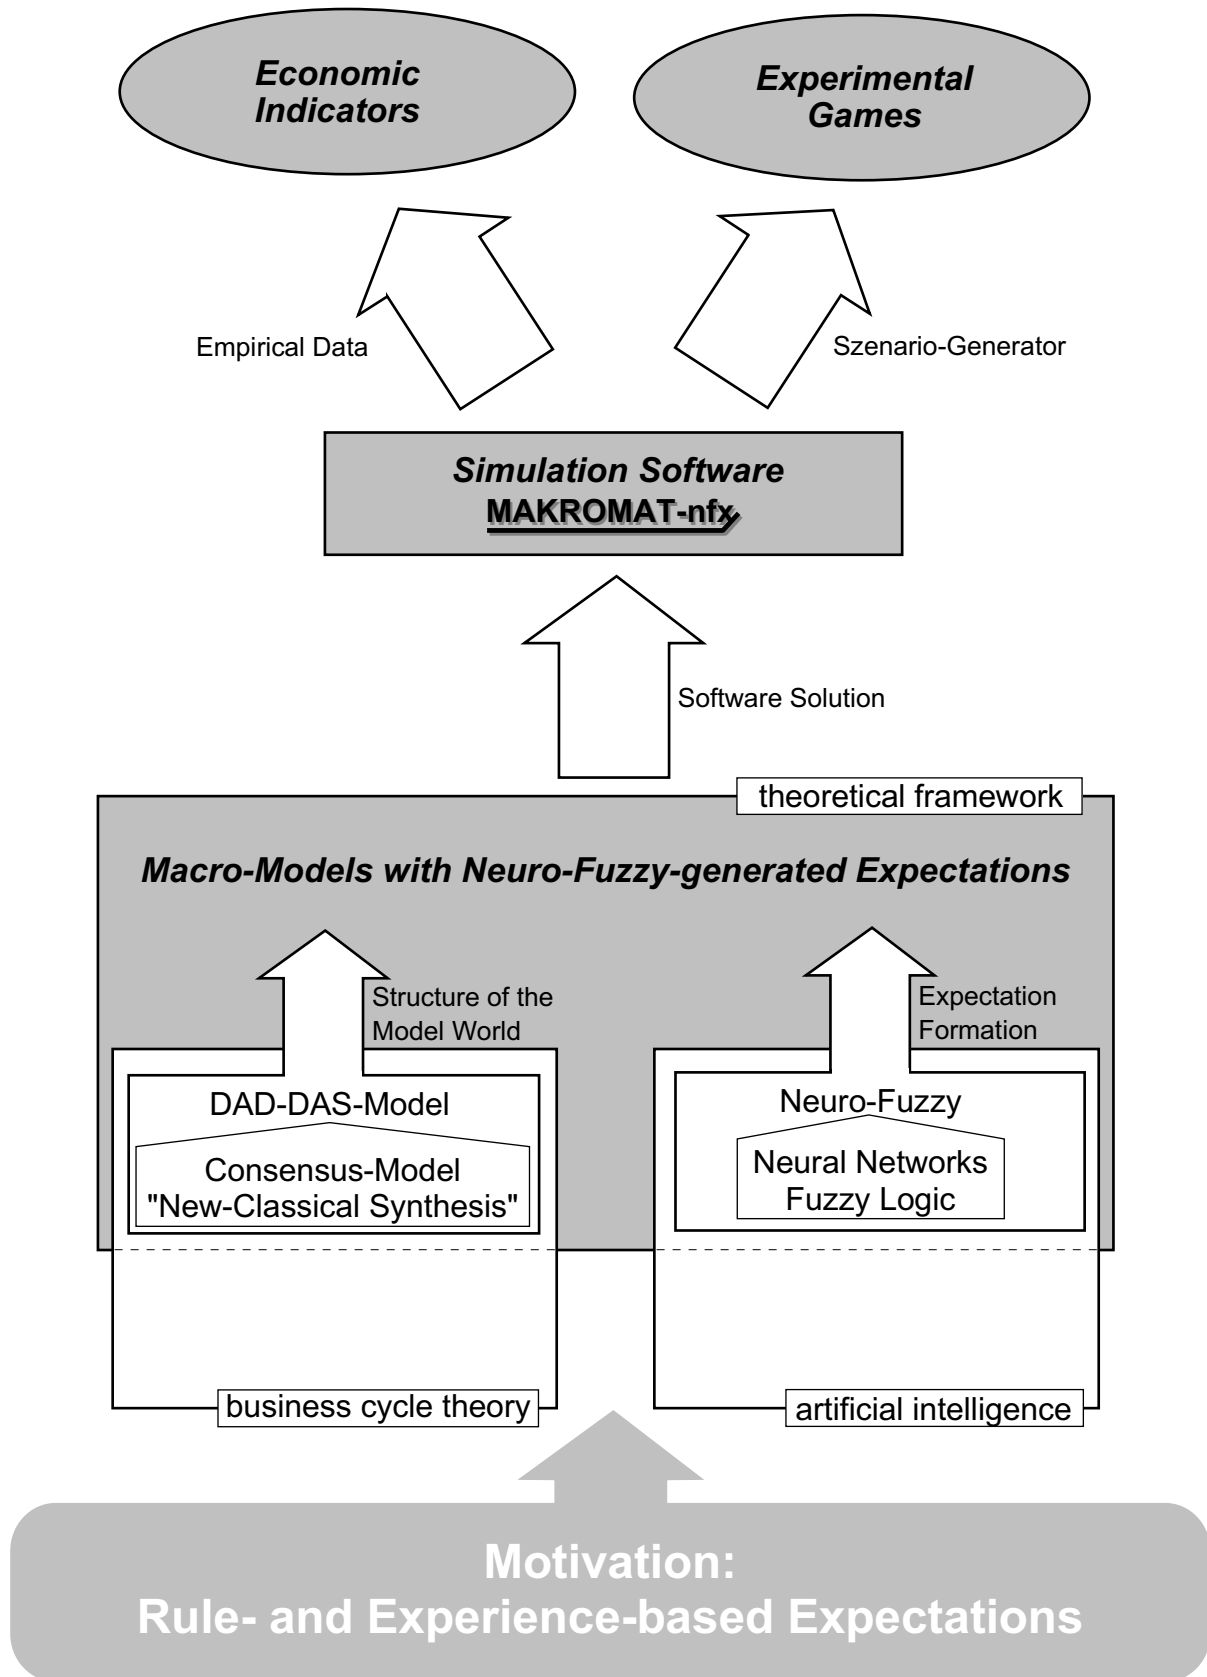 Economic
Indicators
Experimental
Games
Empirical Data
Szenario-Generator
Simulation Software
MAKROMAT-nfx
Software Solution
theoretical framework
Macro-Models with Neuro-Fuzzy-generated Expectations
Structure of the
Model World
Expectation
Formation
DAD-DAS-Model
Consensus-Model
"New-Classical Synthesis"
Neuro-Fuzzy
Neural Networks
Fuzzy Logic
business cycle theory
artificial intelligence
Motivation:
Rule- and Experience-based Expectations